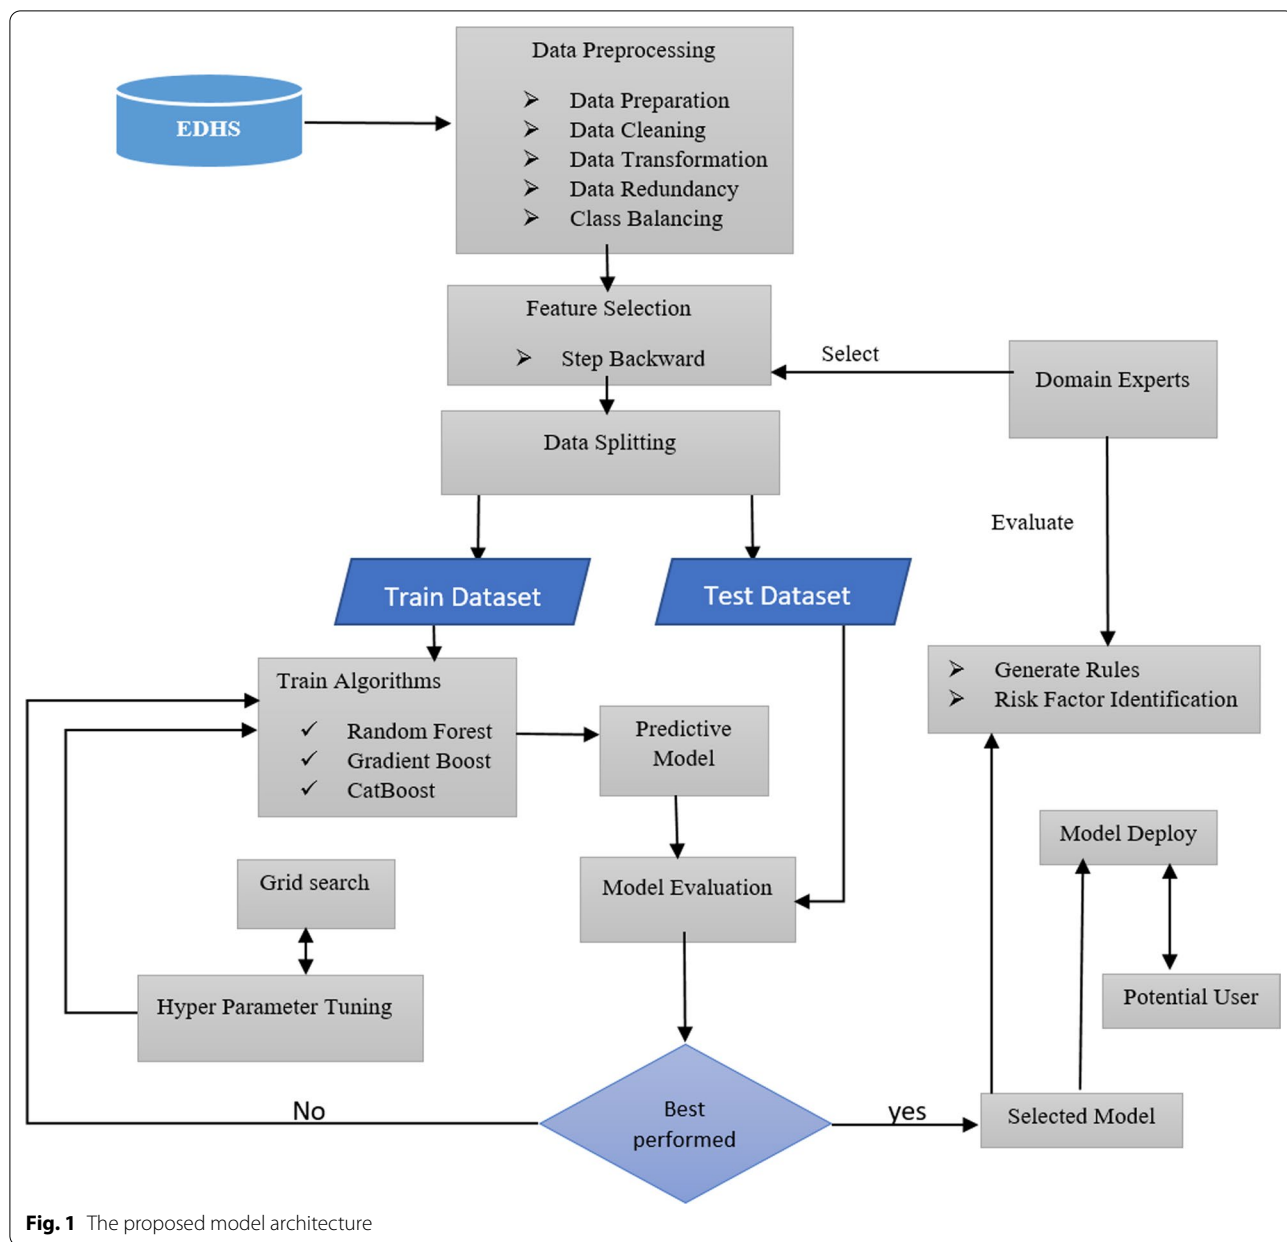 Data Preprocessing
➢ Data Preparation
➢ Data Cleaning
➢ Data Transformation
➢ Data Redundancy
➢ Class Balancing
EDHS
Feature Selection
➢ Step Backward
Select
Domain Experts
Data Splitting
Evaluate
Train Dataset
Test Dataset
➢ Generate Rules
➢ Risk Factor Identification
Train Algorithms
✓ Random Forest
✓ Gradient Boost
✓ CatBoost
Predictive
Model
Model Deploy
Grid search
Model Evaluation
Hyper Parameter Tuning
Potential User
No
Best
performed
yes
Selected Model
Fig. 1 The proposed model architecture